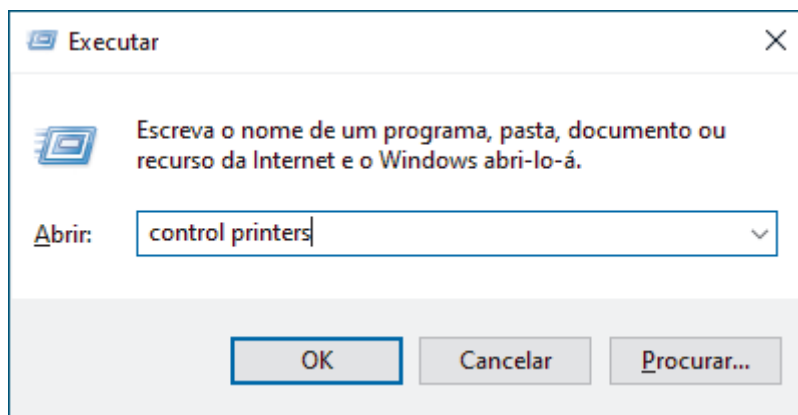 Executar
Escreva o nome de um programa, pasta, documento ou
recurso da Internet e o Windows abri-lo-á.
Abrir: control printers
OK Cancelar Procurar...